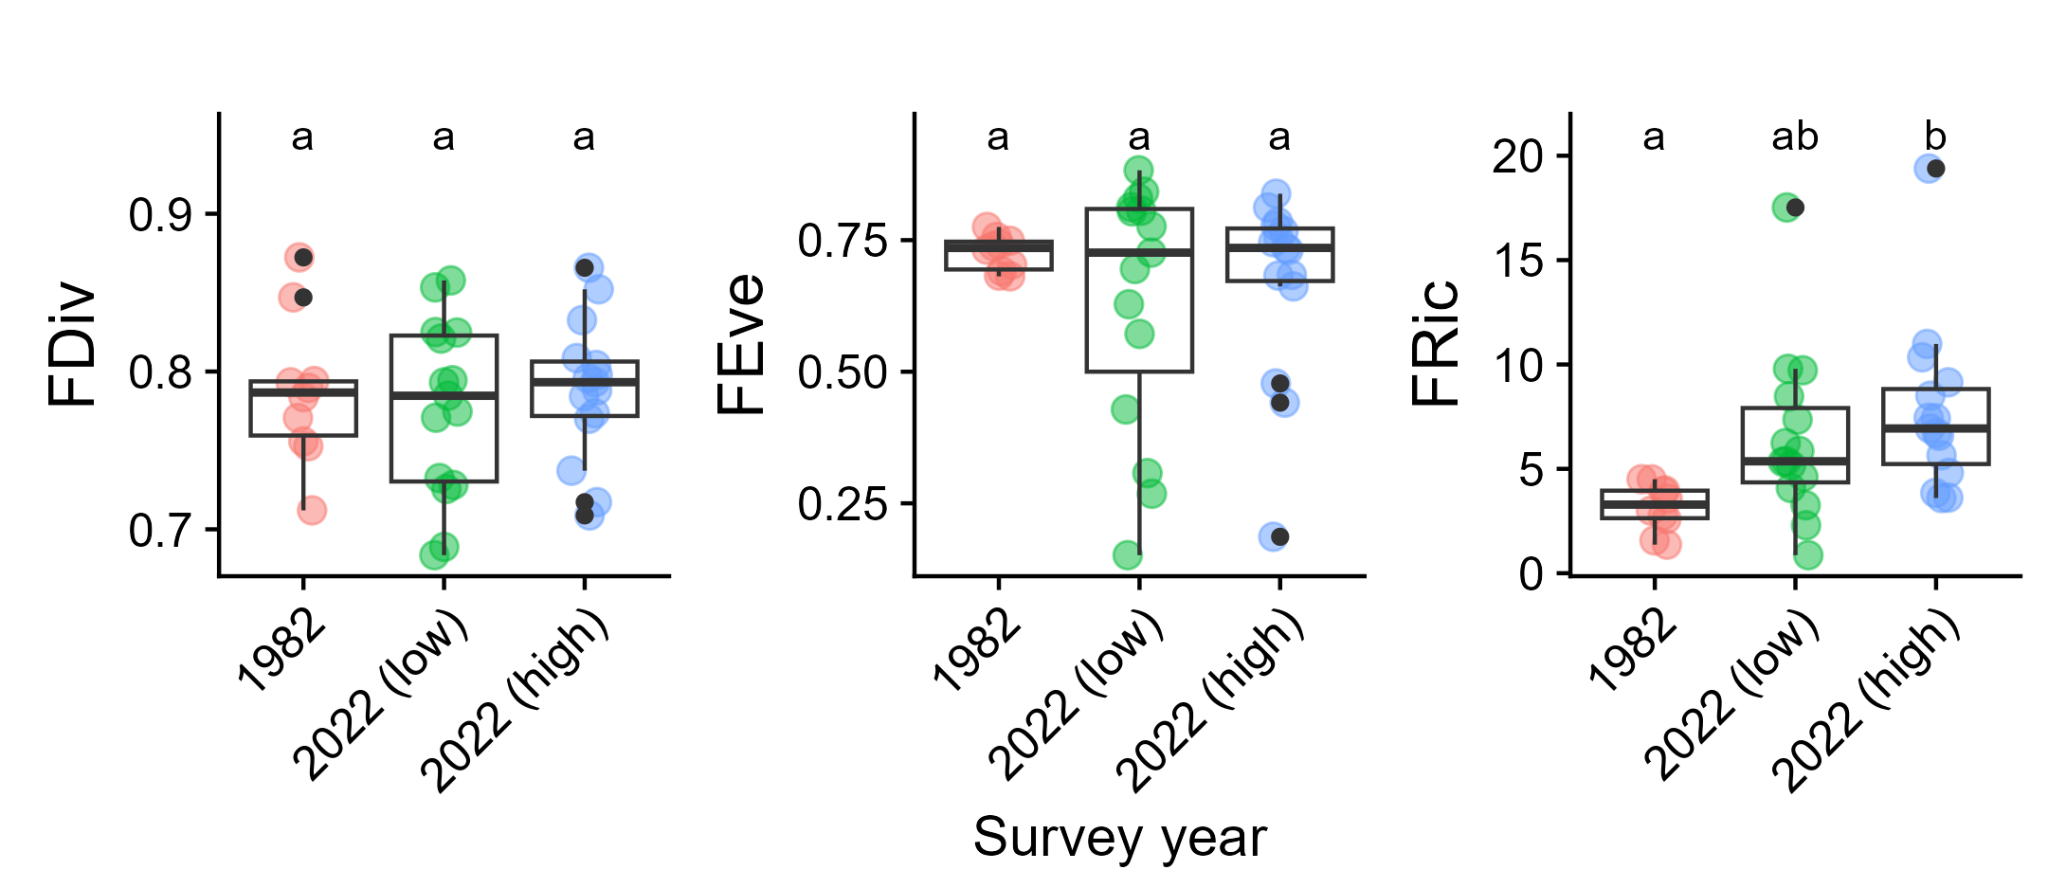 FDiv
0.9
0.8
0.7
a a a
1982
2022 (low)
2022 (high)
FEve
0.75
0.50
0.25
a a a
1982
2022 (low)
2022 (high)
FRic
20
15
10
5
0
a ab b
1982
2022 (low)
2022 (high)
Survey year